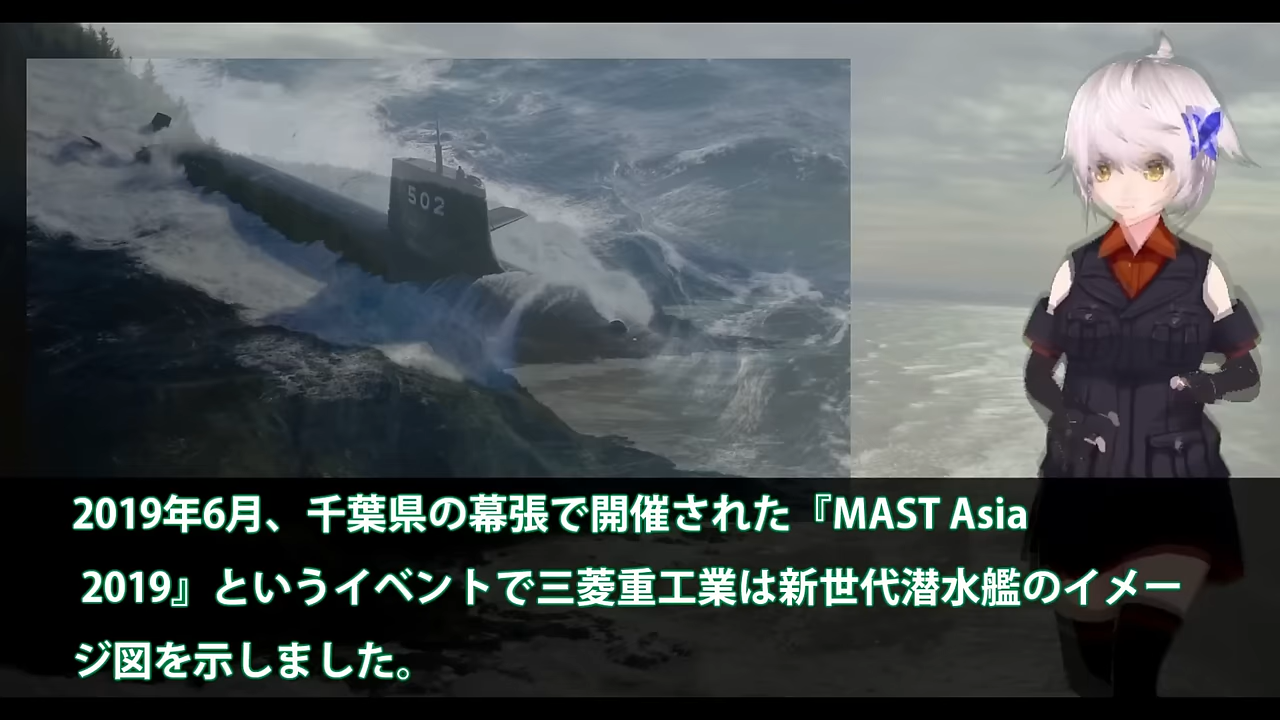 502
2019年6月、千葉県の幕張で開催された『MAST Asia
2019』というイベントで三菱重工業は新世代潜水艦のイメー
ジ図を示しました。